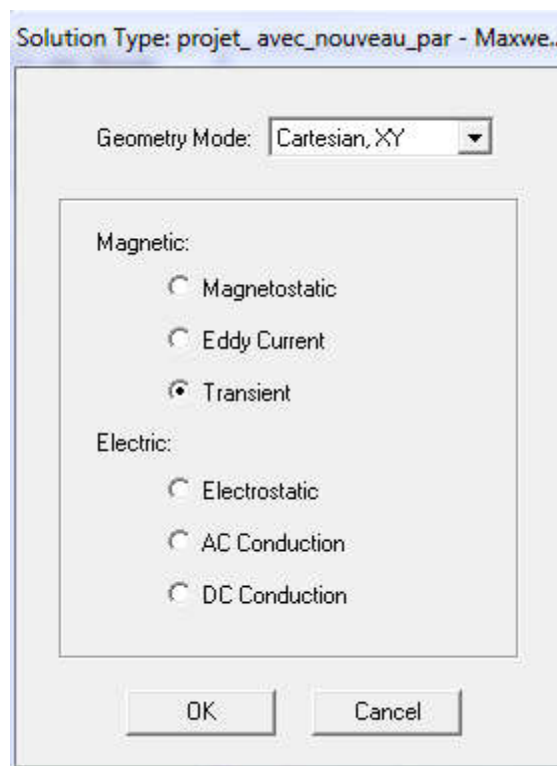 Solution Type: projet_ avec_nouveau_par - Maxwe..
Geometry Mode: Cartesian, XY
Magnetic:
Magnetostatic
Eddy Current
Transient
Electric:
Electrostatic
AC Conduction
DC Conduction
OK Cancel